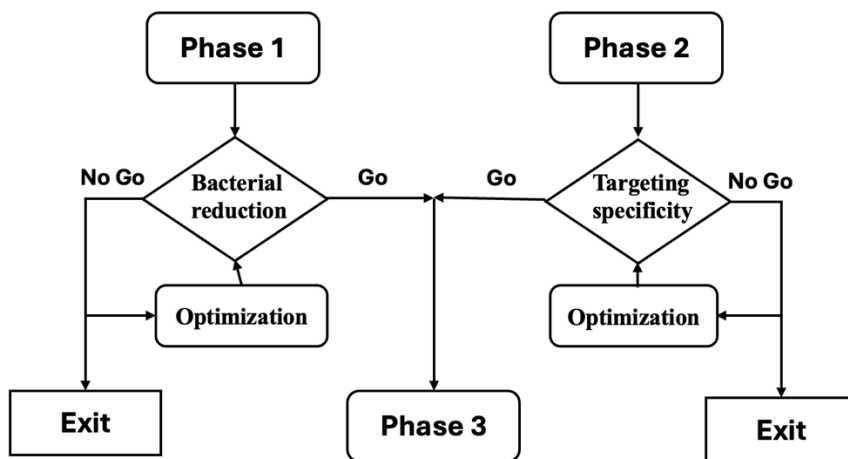 Phase 1
Phase 2
No Go
Bacterial
reduction
Go
Go
Targeting
specificity
No Go
Optimization
Optimization
Exit
Phase 3
Exit